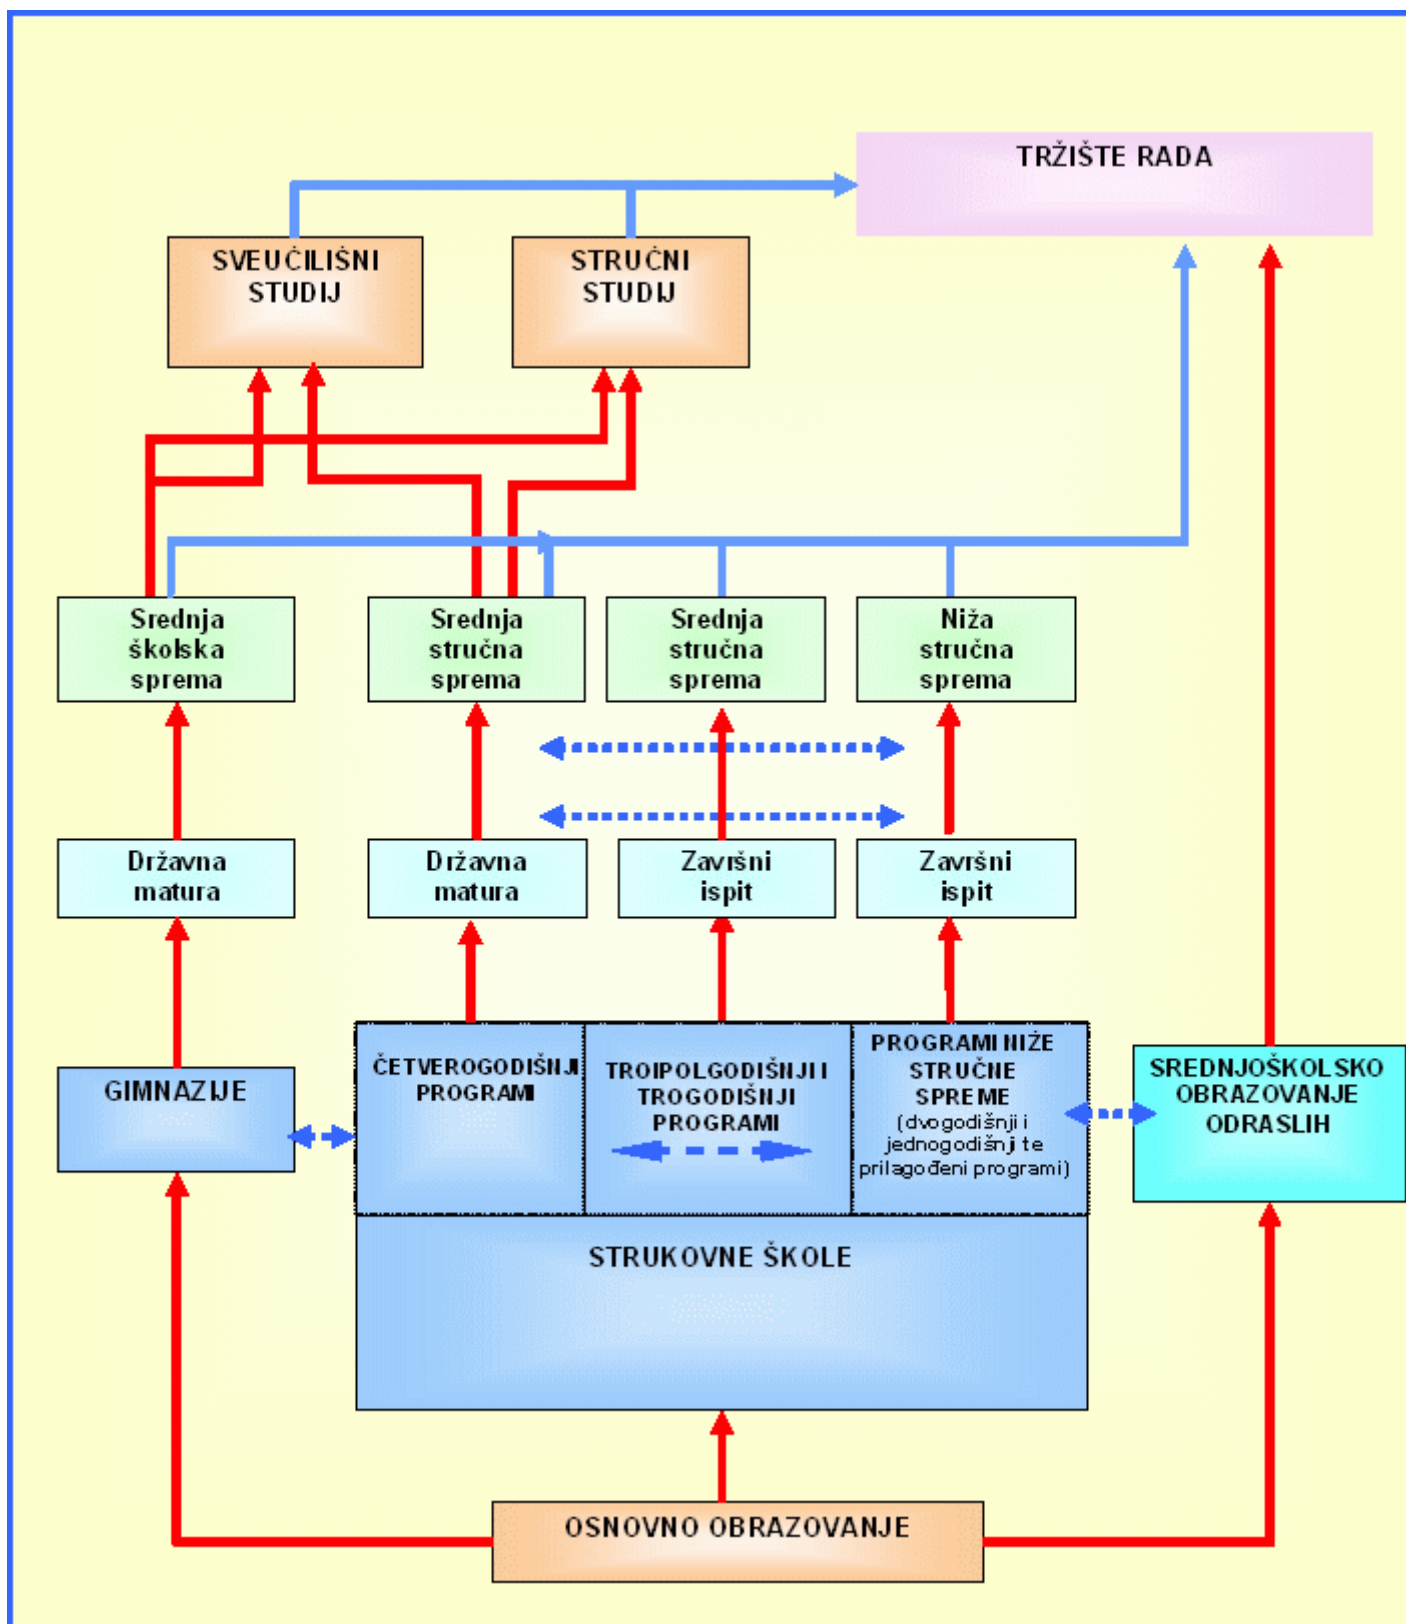 TRŽIŠTE RADA
SVEUČILIŠNI
STUDIJ
STRUČNI
STUDIJ
Srednja
školska
sprema
Srednja
stručna
sprema
Srednja
stručna
sprema
Niža
stručna
sprema
Državna
matura
Državna
matura
Završni
ispit
Završni
ispit
GIMNAZIJE
ČETVEROGODIŠNJI
PROGRAMI
TROIPOLGODIŠNJI I
TROGODIŠNJI
PROGRAMI
PROGRAMI NIŽE
STRUČNE
SPREME
(dvogodišnji i
jednogodišnji te
prilagođeni programi)
SREDNJOŠKOLSKO
OBRAZOVANJE
ODRASLIH
STRUKOVNE ŠKOLE
OSNOVNO OBRAZOVANJE